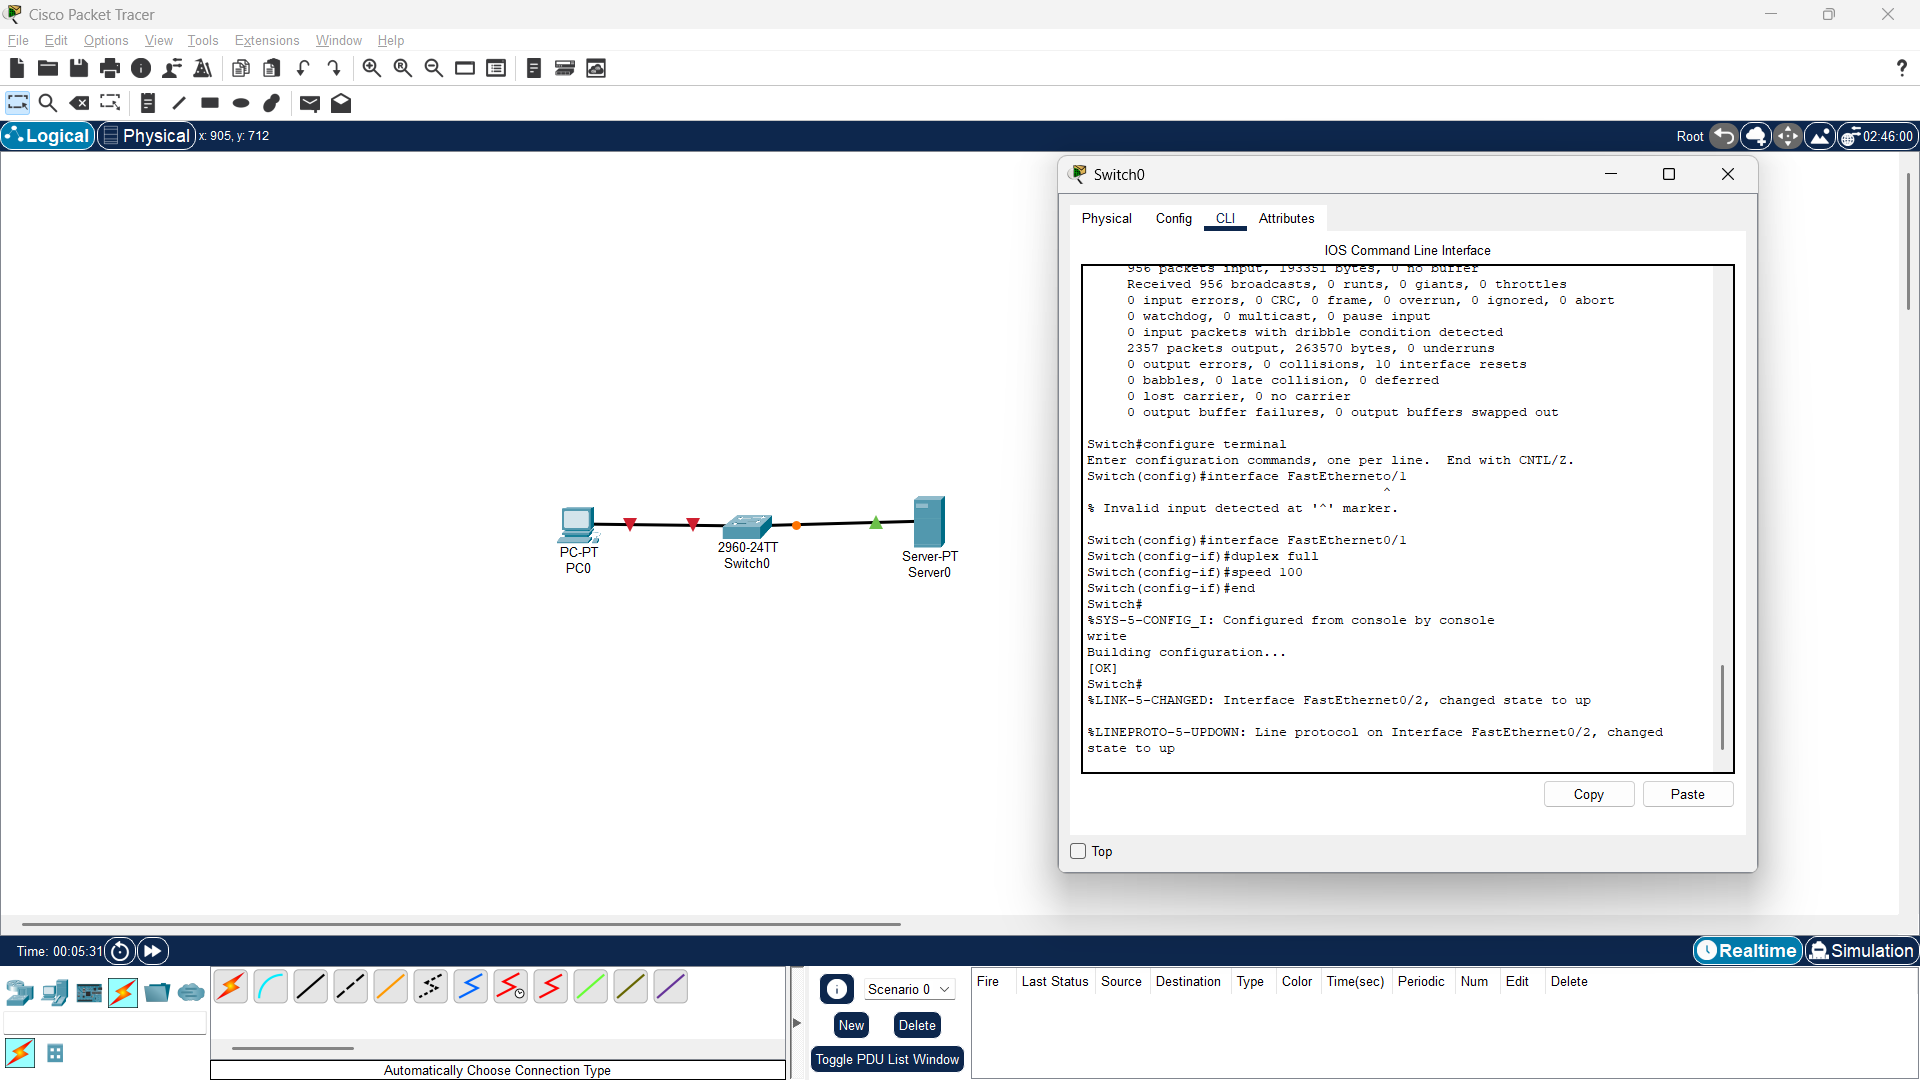 Cisco Packet Tracer
File Edit Options View Tools Extensions Window Help
?
Logical Physical x: 905, y: 712 Root 02:46:00
Switch0
Physical Config CLI Attributes
IOS Command Line Interface
956 packets input, 193351 bytes, 0 no buffer
Received 956 broadcasts, 0 runts, 0 giants, 0 throttles
0 input errors, 0 CRC, 0 frame, 0 overrun, 0 ignored, 0 abort
0 watchdog, 0 multicast, 0 pause input
0 input packets with dribble condition detected
2357 packets output, 263570 bytes, 0 underruns
0 output errors, 0 collisions, 10 interface resets
0 babbles, 0 late collision, 0 deferred
0 lost carrier, 0 no carrier
0 output buffer failures, 0 output buffers swapped out
Switch#configure terminal
Enter configuration commands, one per line. End with CNTL/Z.
Switch(config)#interface FastEtherneto/1
^
% Invalid input detected at '^' marker.
Switch(config)#interface FastEthernet0/1
Switch(config-if)#duplex full
Switch(config-if)#speed 100
Switch(config-if)#end
Switch#
%SYS-5-CONFIG_I: Configured from console by console
write
Building configuration...
[OK]
Switch#
%LINK-5-CHANGED: Interface FastEthernet0/2, changed state to up
%LINEPROTO-5-UPDOWN: Line protocol on Interface FastEthernet0/2, changed
state to up
Copy Paste
Top
PC-PT
PC0
2960-24TT
Switch0
Server-PT
Server0
Time: 00:05:31 Realtime Simulation
Automatically Choose Connection Type
Scenario 0
New Delete
Toggle PDU List Window
Fire Last Status Source Destination Type Color Time(sec) Periodic Num Edit Delete